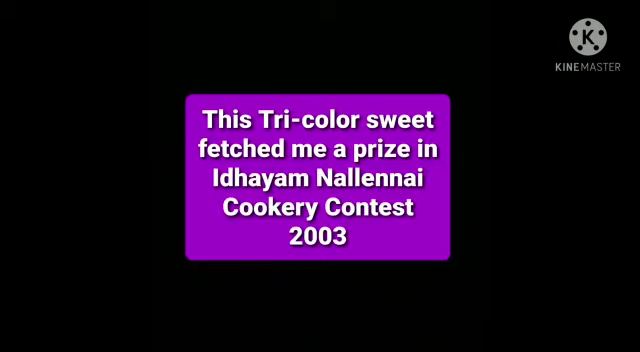 KINEMASTER
This Tri-color sweet
fetched me a prize in
Idhayam Nallennai
Cookery Contest
2003